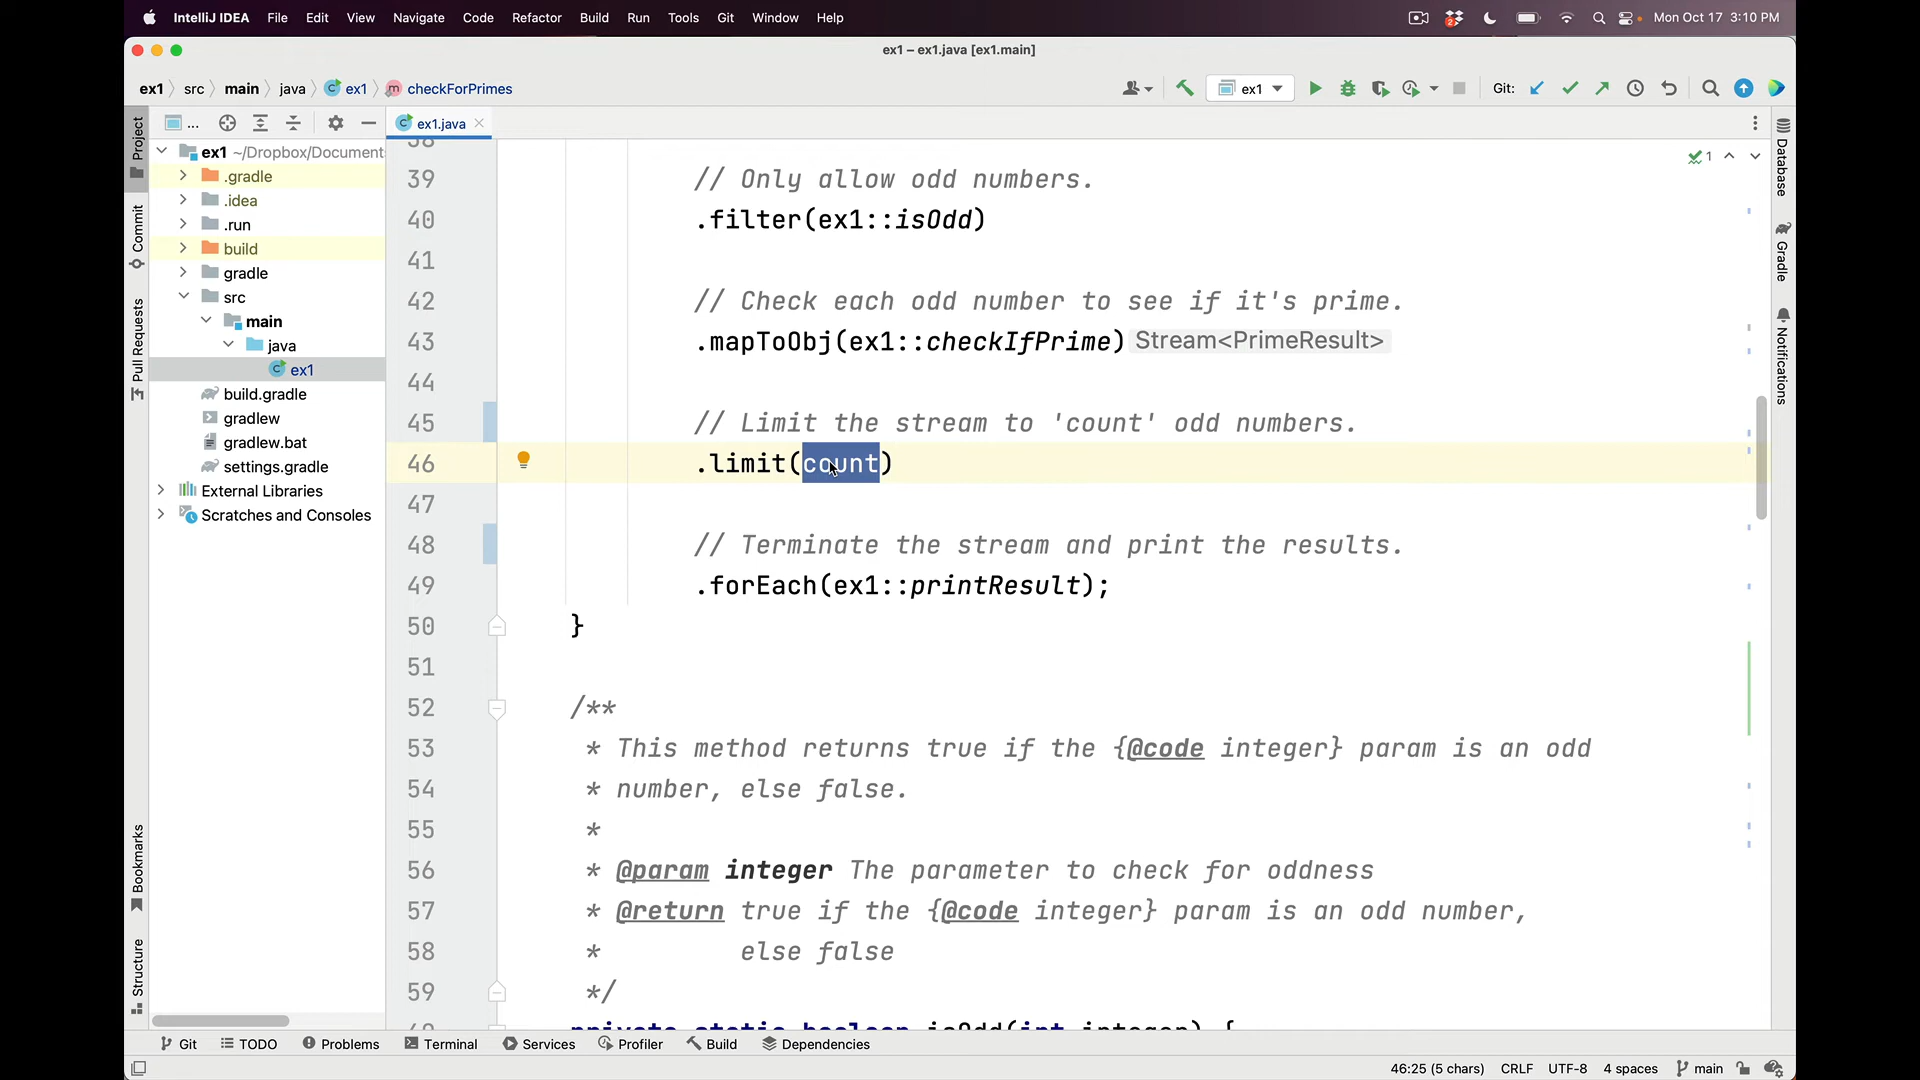 IntelliJ IDEA File Edit View Navigate Code Refactor Build Run Tools Git Window Help 2 Mon Oct 17 3:10 PM
ex1 – ex1.java [ex1.main]
ex1 〉 src 〉 main 〉 java 〉 ex1 〉 checkForPrimes ex1 Git:
... ex1.java
ex1 ~/Dropbox/Document
.gradle
.idea
.run
build
gradle
src
main
java
ex1
build.gradle
gradlew
gradlew.bat
settings.gradle
External Libraries
Scratches and Consoles
Project
Commit
Pull Requests
Bookmarks
Structure
38
39 // Only allow odd numbers.
40 .filter(ex1::isOdd)
41
42 // Check each odd number to see if it's prime.
43 .mapToObj(ex1::checkIfPrime) Stream<PrimeResult>
44
45 // Limit the stream to 'count' odd numbers.
46 .limit(count)
47
48 // Terminate the stream and print the results.
49 .forEach(ex1::printResult);
50 }
51
52 /**
53 * This method returns true if the {@code integer} param is an odd
54 * number, else false.
55 *
56 * @param integer The parameter to check for oddness
57 * @return true if the {@code integer} param is an odd number,
58 * else false
59 */
private static boolean isOdd(int integer) {
1
Database
Gradle
Notifications
Git TODO Problems Terminal Services Profiler Build Dependencies
46:25 (5 chars) CRLF UTF-8 4 spaces main